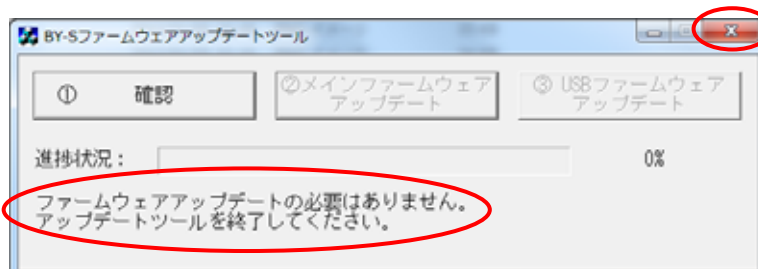 BY-Sファームウェアアップデートツール
① 確認
②メインファームウェア
アップデート
③ USBファームウェア
アップデート
進捗状況： 0%
ファームウェアアップデートの必要はありません。
アップデートツールを終了してください。